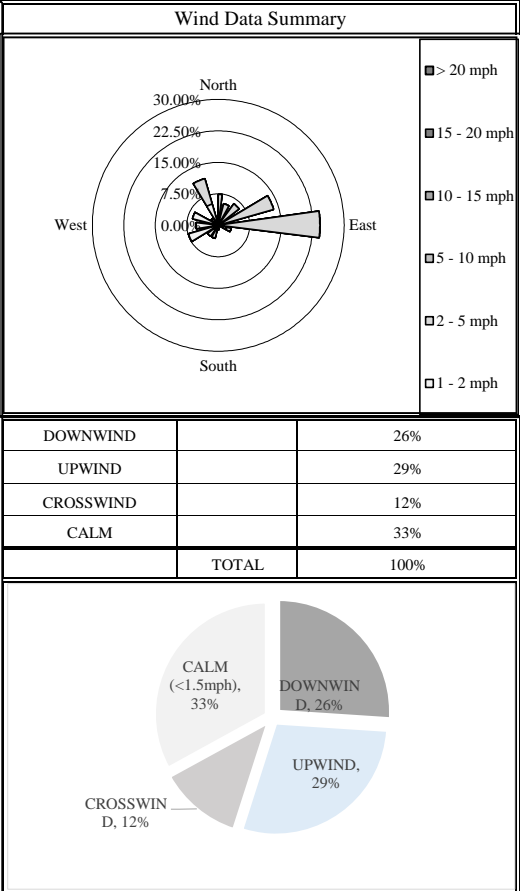 Wind Data Summary
North
30.00%
22.50%
15.00%
7.50%
0.00%
West
East
South
> 20 mph
15 - 20 mph
10 - 15 mph
5 - 10 mph
2 - 5 mph
1 - 2 mph
DOWNWIND 26%
UPWIND 29%
CROSSWIND 12%
CALM 33%
TOTAL 100%
CALM
(<1.5mph),
33%
DOWNWIN
D, 26%
UPWIND,
29%
CROSSWIN
D, 12%